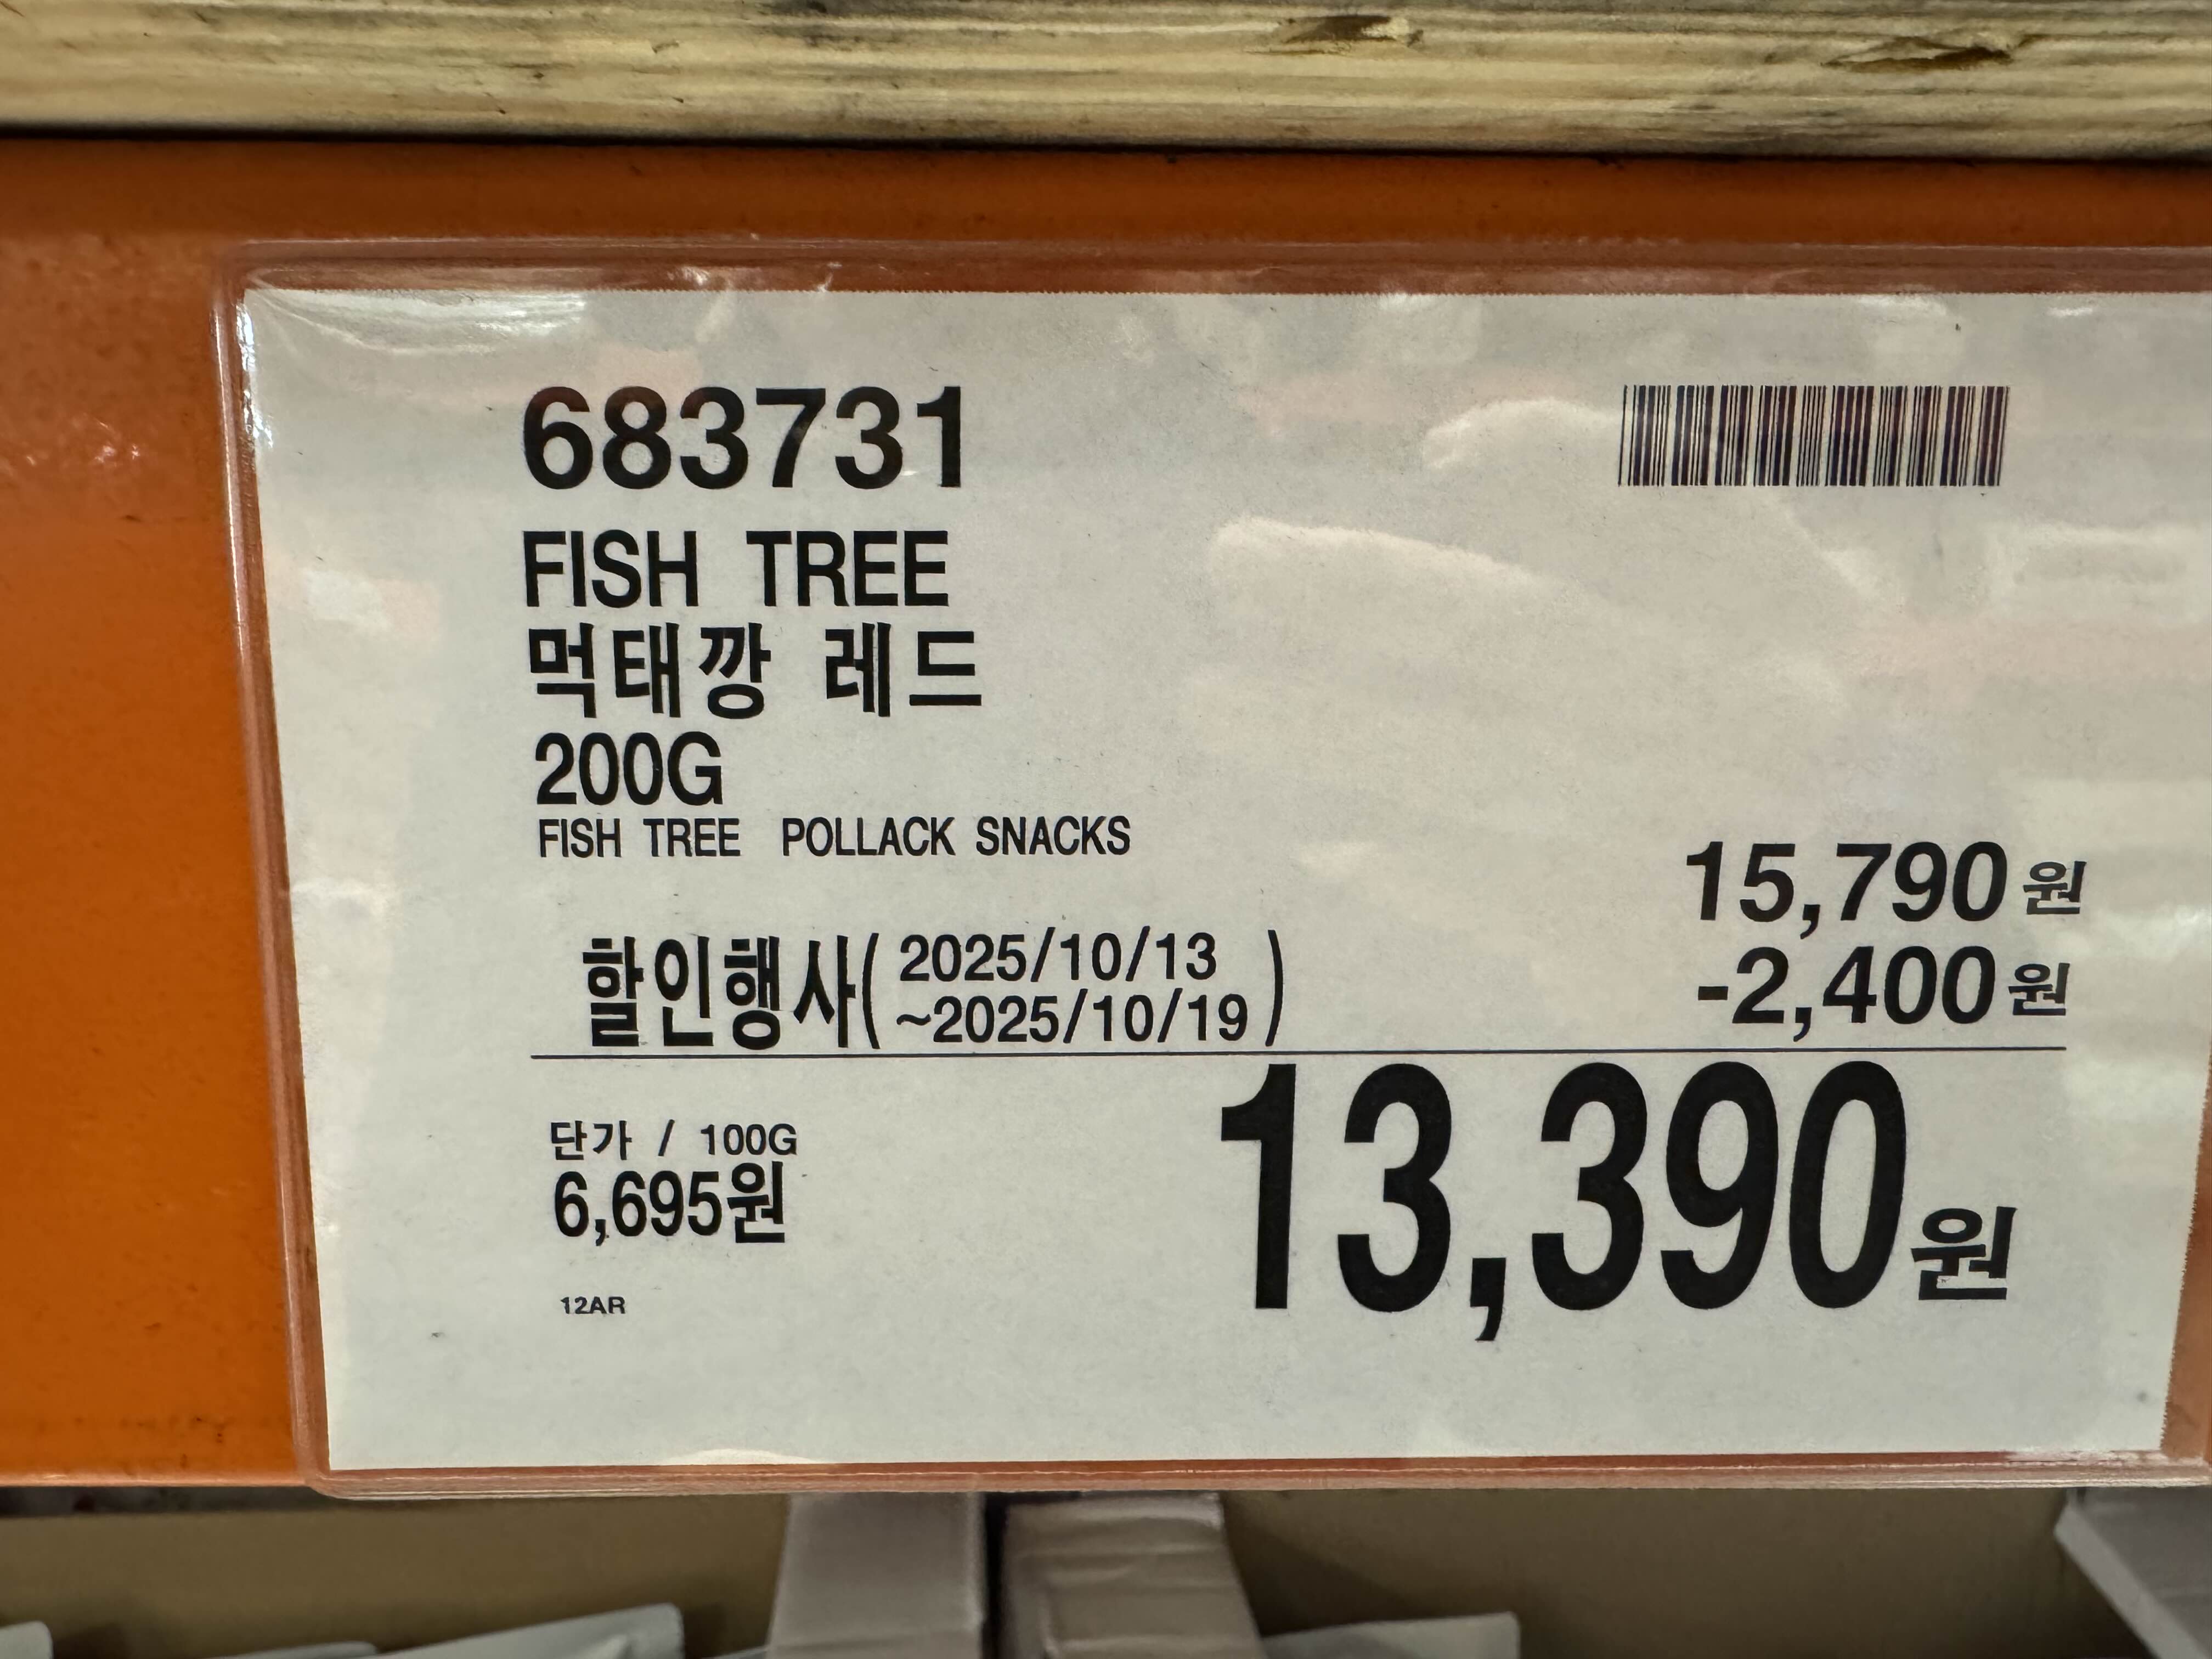 683731
FISH TREE
먹태깡 레드
200G
FISH TREE POLLACK SNACKS
15,790원
할인행사( 2025/10/13
~2025/10/19 )
-2,400원
13,390원
단가 / 100G
6,695원
12AR